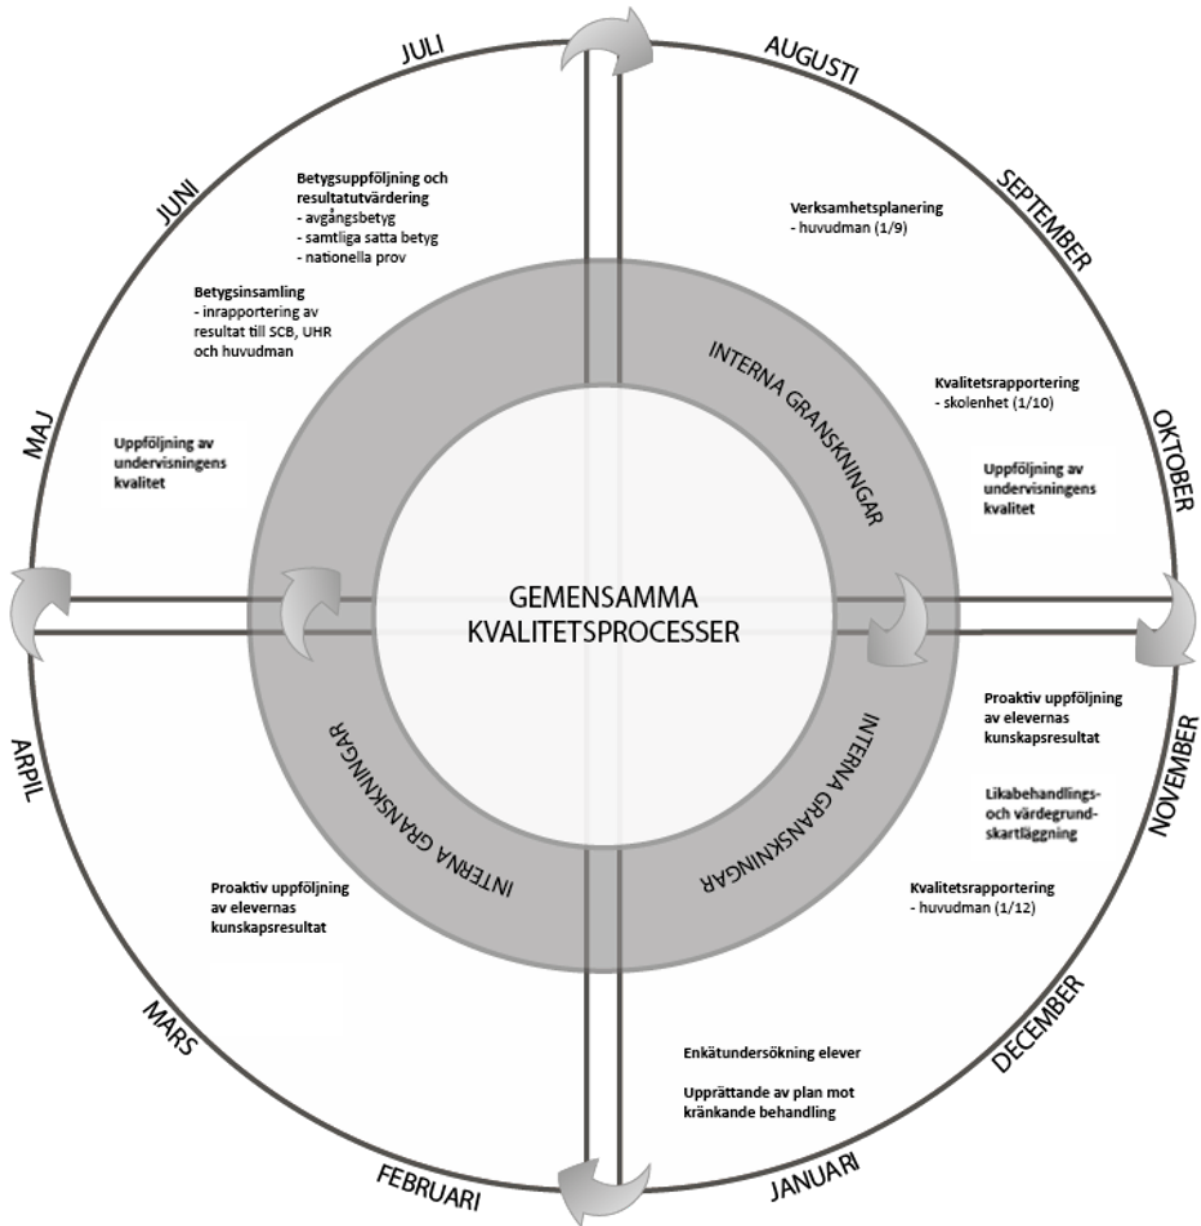 JULI
AUGUSTI
JUNI
SEPTEMBER
Betygsuppföljning och
resultatutvärdering
- avgångsbetyg
- samtliga satta betyg
- nationella prov
Verksamhetsplanering
- huvudman (1/9)
Betygsinsamling
- inrapportering av
resultat till SCB, UHR
och huvudman
INTERNA GRANSKNINGAR
Kvalitetsrapportering
- skolenhet (1/10)
MAJ
OKTOBER
Uppföljning av
undervisningens
kvalitet
Uppföljning av
undervisningens
kvalitet
GEMENSAMMA
KVALITETSPROCESSER
Proaktiv uppföljning
av elevernas
kunskapsresultat
ARPIL
NOVEMBER
INTERNA GRANSKNINGAR
INTERNA GRANSKNINGAR
Likabehandlings-
och värdegrund-
skartläggning
Proaktiv uppföljning
av elevernas
kunskapsresultat
Kvalitetsrapportering
- huvudman (1/12)
MARS
DECEMBER
Enkätundersökning elever
Upprättande av plan mot
kränkande behandling
FEBRUARI
JANUARI